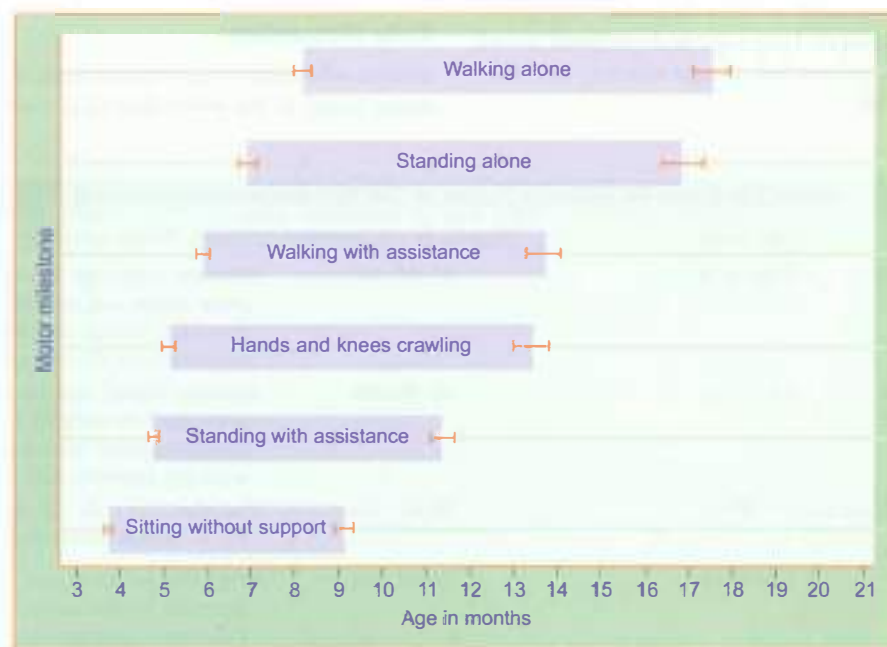 Walking alone
Standing alone
Walking with assistance
Hands and knees crawling
Standing with assistance
Sitting without support
Motor milestone
3 4 5 6 7 8 9 10 11 12 13 14 15 16 17 18 19 20 21
Age in months